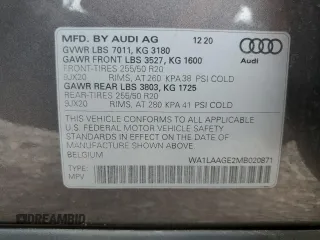 MFD. BY AUDI AG 12 20
GVWR LBS 7011, KG 3180
GAWR FRONT LBS 3527, KG 1600
FRONT-TIRES 255/50 R20
9JX20 RIMS, AT 260 KPA 38 PSI COLD
GAWR REAR LBS 3803, KG 1725
REAR-TIRES 255/50 R20
9JX20 RIMS, AT 280 KPA 41 PSI COLD
THIS VEHICLE CONFORMS TO ALL APPLICABLE
U.S. FEDERAL MOTOR VEHICLE SAFETY
STANDARDS IN EFFECT ON THE DATE OF
MANUFACTURE SHOWN ABOVE.
BELGIUM WA1LAAGE2MB020871
TYPE:
MPV
Audi
DREAMBID